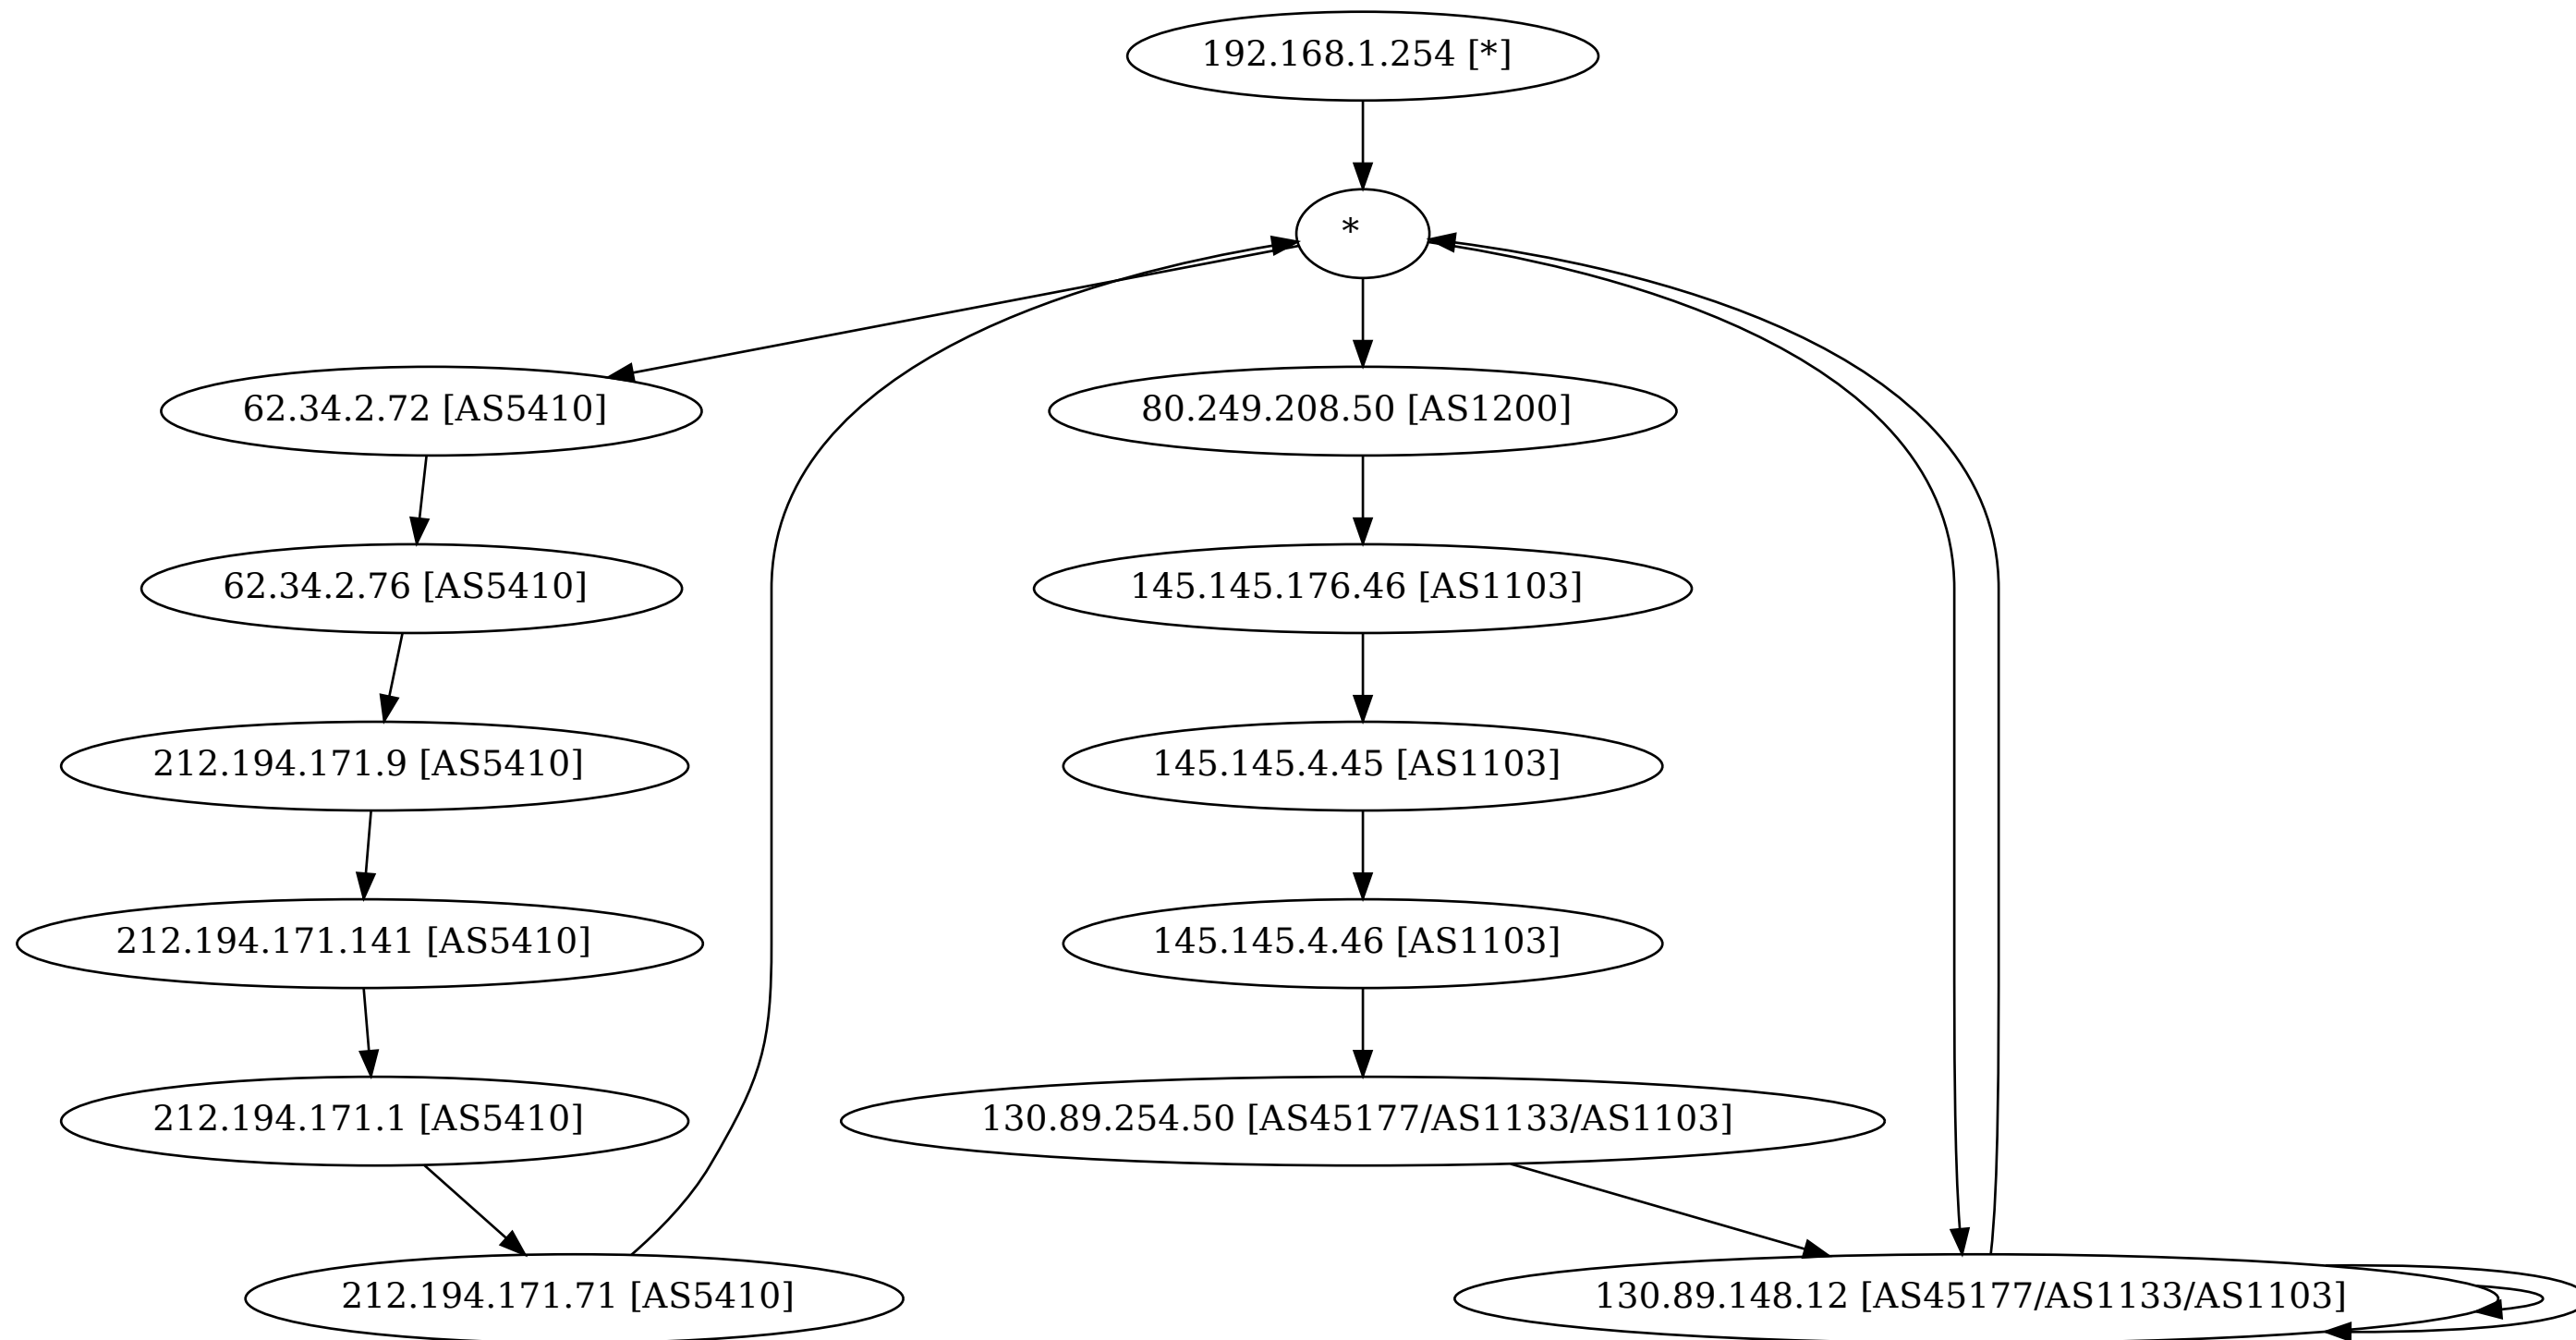 192.168.1.254 [*]
*
62.34.2.72 [AS5410]
80.249.208.50 [AS1200]
62.34.2.76 [AS5410]
145.145.176.46 [AS1103]
212.194.171.9 [AS5410]
145.145.4.45 [AS1103]
212.194.171.141 [AS5410]
145.145.4.46 [AS1103]
212.194.171.1 [AS5410]
130.89.254.50 [AS45177/AS1133/AS1103]
212.194.171.71 [AS5410]
130.89.148.12 [AS45177/AS1133/AS1103]